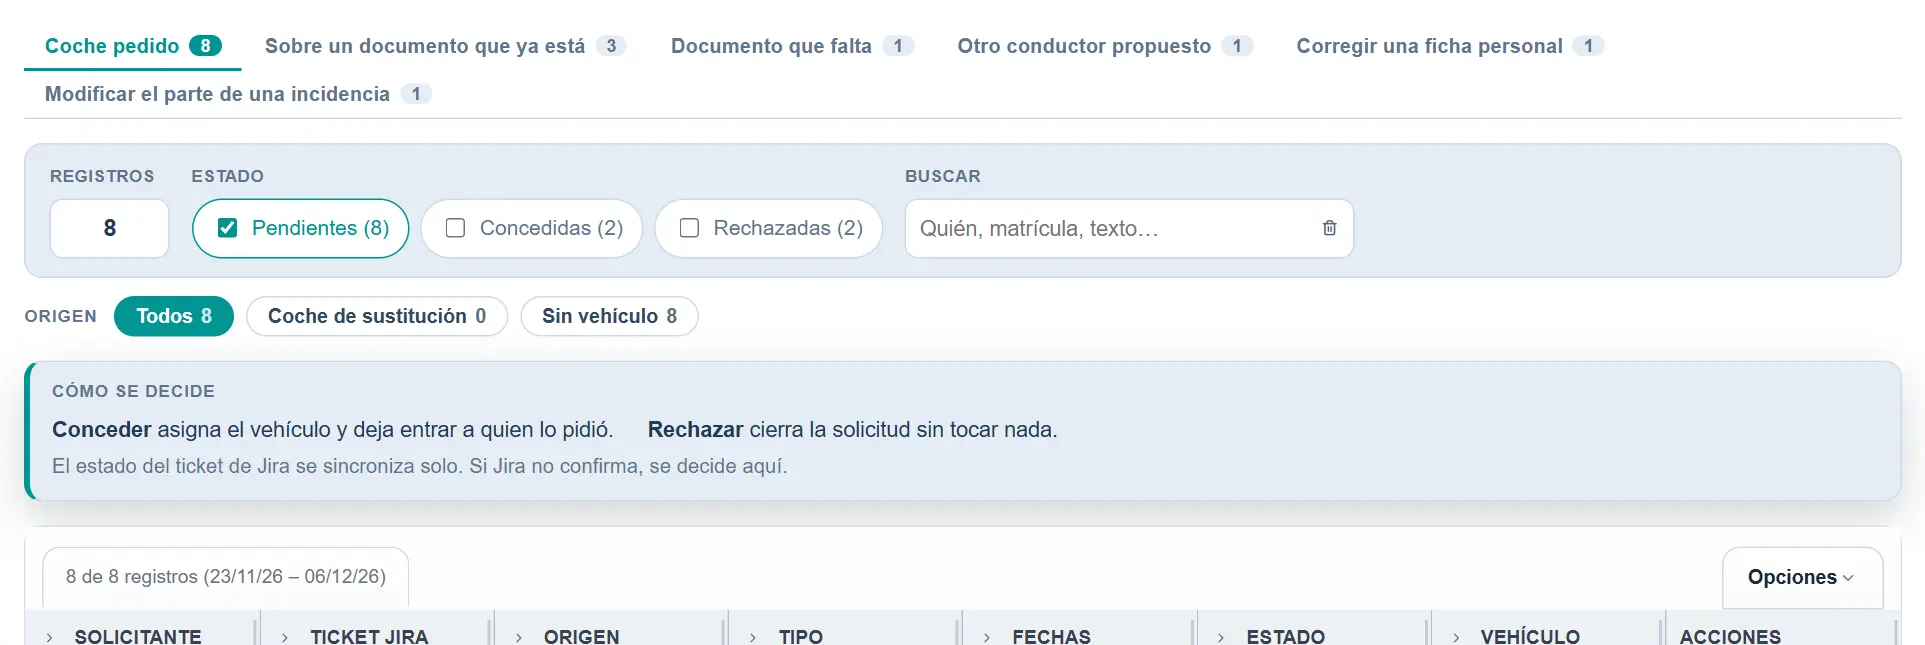 Coche pedido 8 Sobre un documento que ya está 3 Documento que falta 1 Otro conductor propuesto 1 Corregir una ficha personal 1
Modificar el parte de una incidencia 1
REGISTROS ESTADO BUSCAR
8 Pendientes (8) Concedidas (2) Rechazadas (2) Quién, matrícula, texto…
ORIGEN Todos 8 Coche de sustitución 0 Sin vehículo 8
CÓMO SE DECIDE
Conceder asigna el vehículo y deja entrar a quien lo pidió. Rechazar cierra la solicitud sin tocar nada.
El estado del ticket de Jira se sincroniza solo. Si Jira no confirma, se decide aquí.
8 de 8 registros (23/11/26 – 06/12/26) Opciones
SOLICITANTE TICKET JIRA ORIGEN TIPO FECHAS ESTADO VEHÍCULO ACCIONES